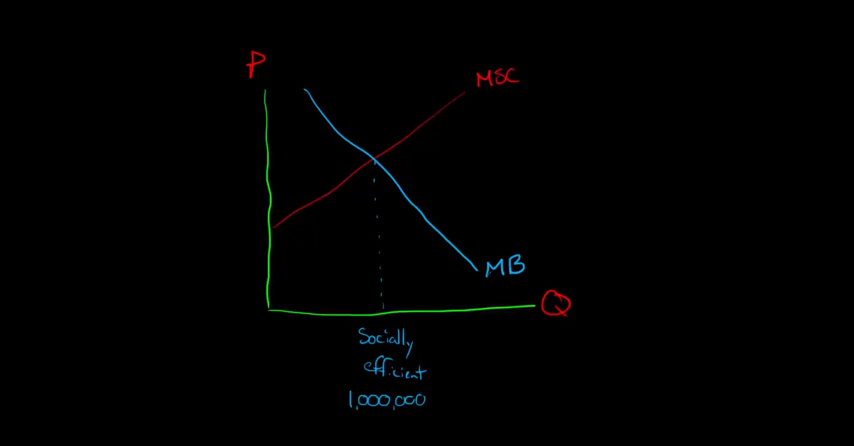 P
MSC
MB
Q
Socially
efficient
1,000,000